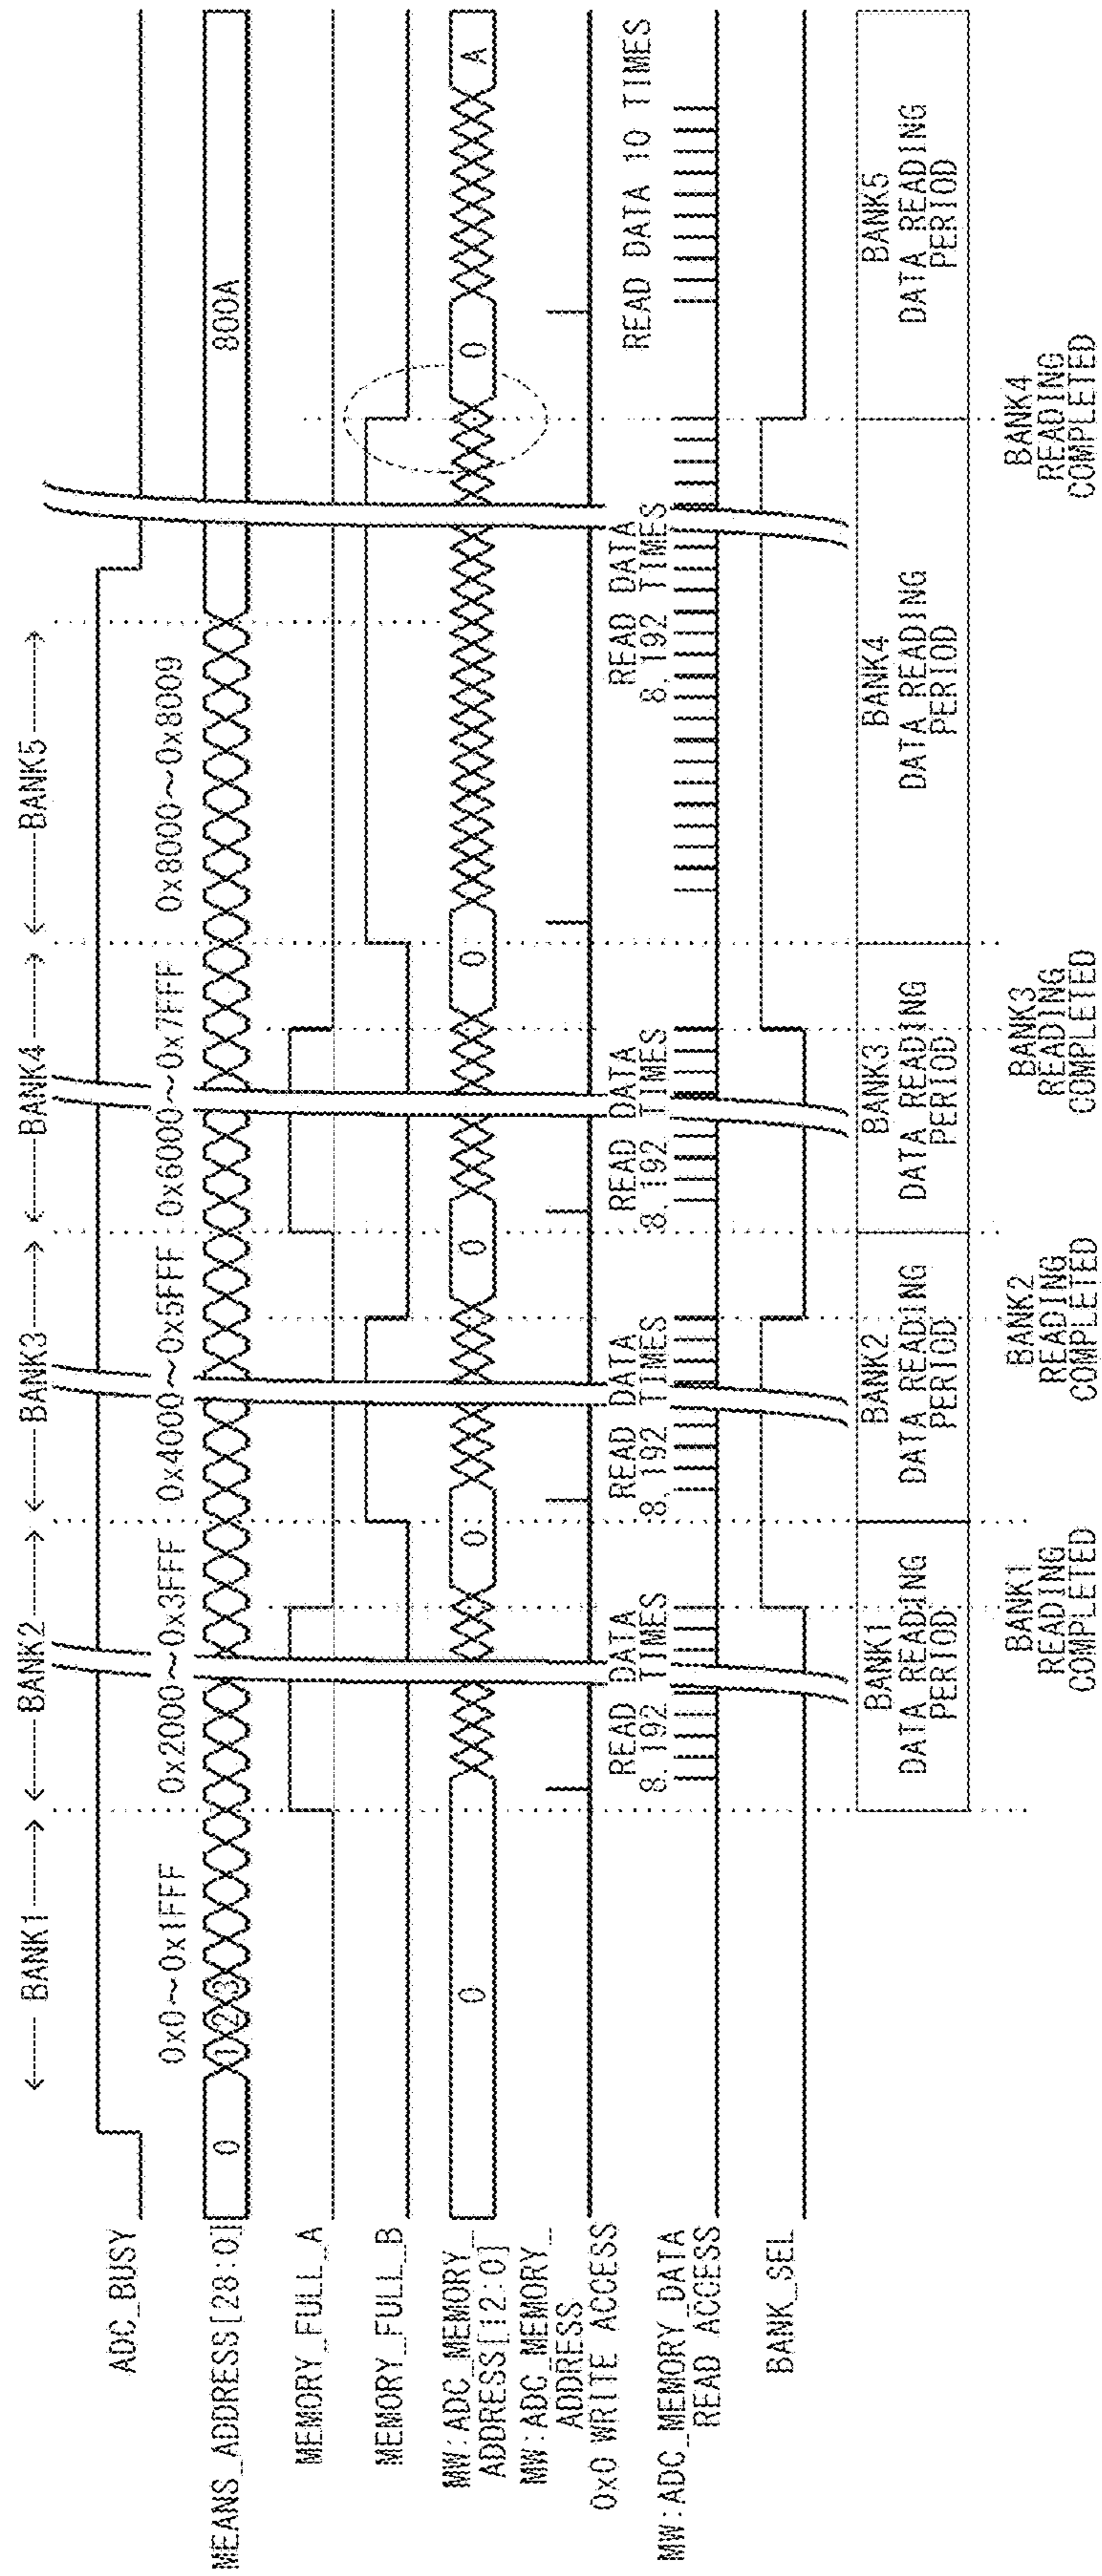 ←---- BANK1 ----→
←---- BANK2 ----→
←---- BANK3 ----→
←---- BANK4 ----→
←---- BANK5 ----→
ADC_BUSY
0x0~0x1FFF
0x2000~0x3FFF
0x4000~0x5FFF
0x6000~0x7FFF
0x8000~0x8009
MEANS_ADDRESS[28:0]
0
1
2
3
800A
MEMORY_FULL_A
MEMORY_FULL_B
MW:ADC_MEMORY_
ADDRESS[12:0]
0
0
0
0
0
A
MW:ADC_MEMORY_
ADDRESS
0x0 WRITE ACCESS
READ DATA
8,192 TIMES
READ DATA
8,192 TIMES
READ DATA
8,192 TIMES
READ DATA
8,192 TIMES
READ DATA 10 TIMES
MW:ADC_MEMORY_DATA
READ ACCESS
BANK_SEL
BANK1
DATA READING
PERIOD
BANK2
DATA READING
PERIOD
BANK3
DATA READING
PERIOD
BANK4
DATA READING
PERIOD
BANK5
DATA READING
PERIOD
BANK1
READING
COMPLETED
BANK2
READING
COMPLETED
BANK3
READING
COMPLETED
BANK4
READING
COMPLETED